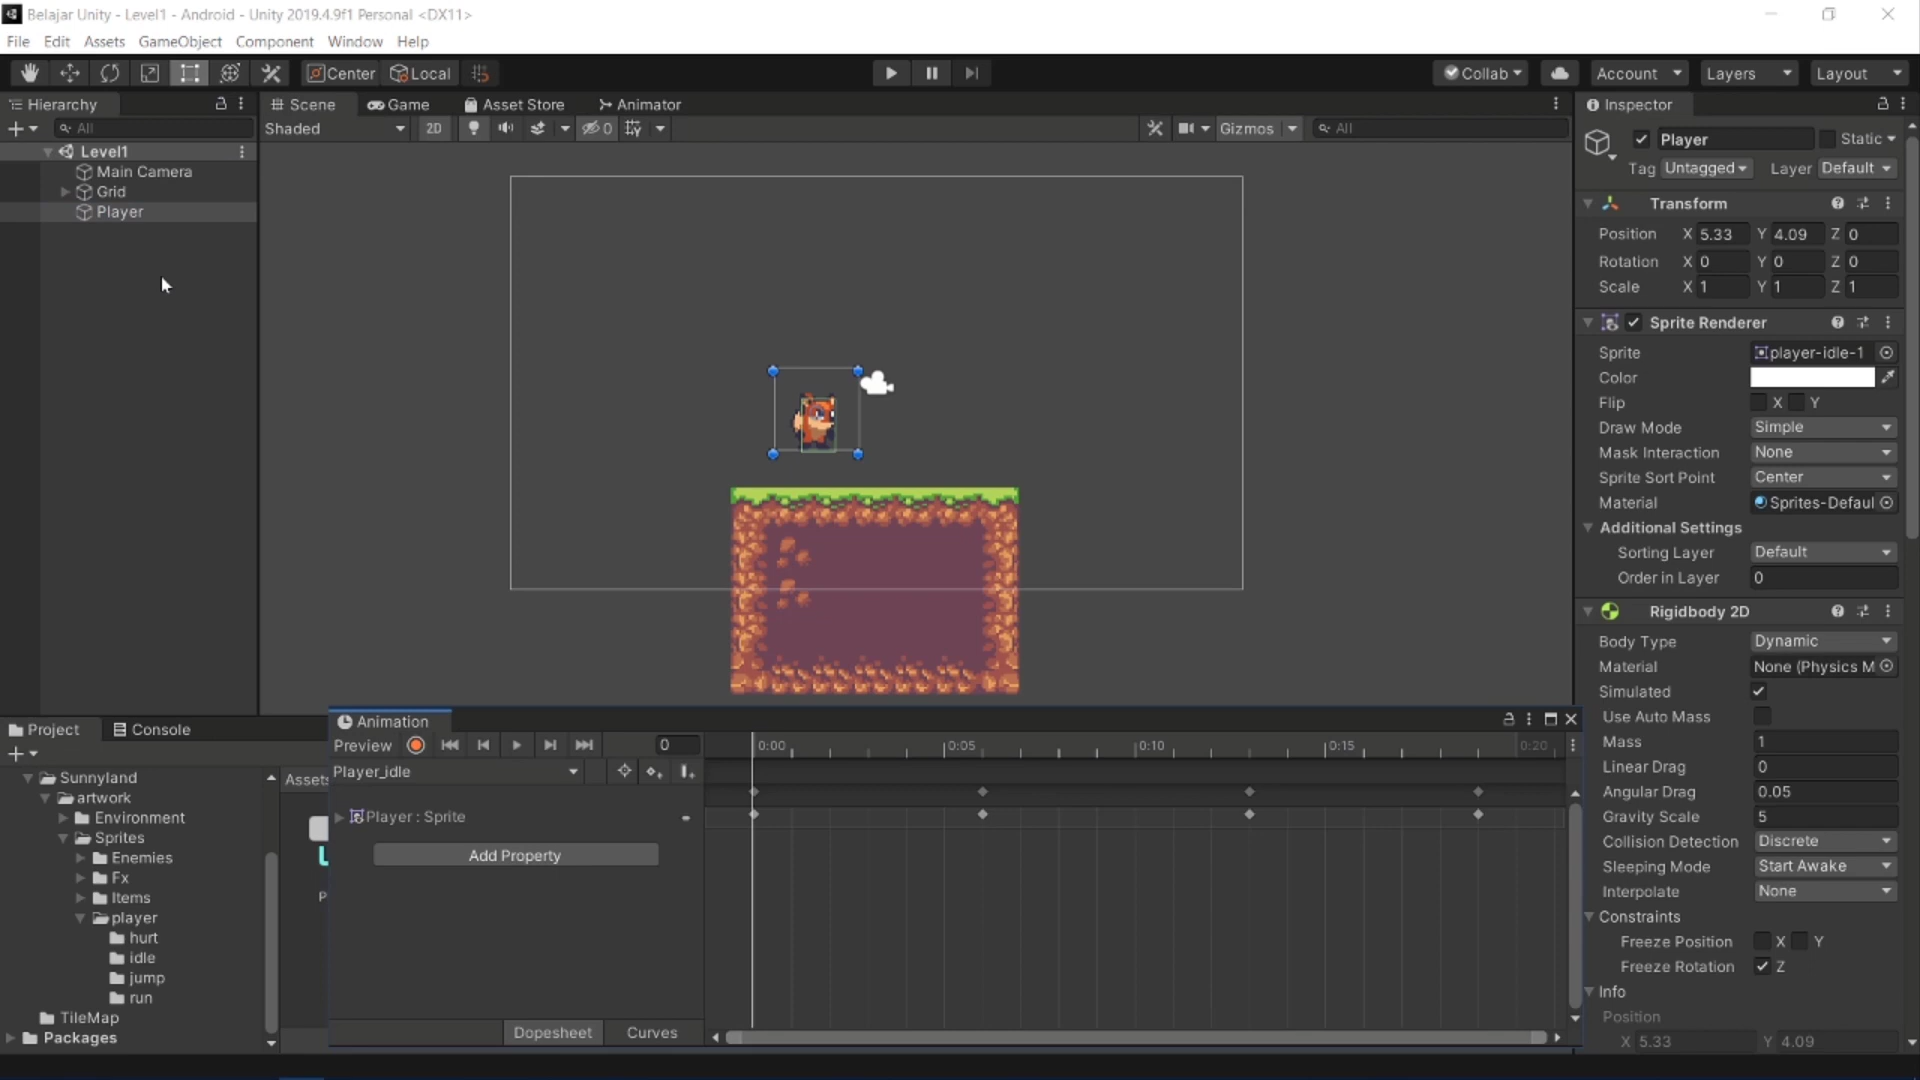 Belajar Unity - Level1 - Android - Unity 2019.4.9f1 Personal <DX11>
File Edit Assets GameObject Component Window Help
Center Local Collab Account Layers Layout
Hierarchy
All
Level1
Main Camera
Grid
Player
Scene Game Asset Store Animator
Shaded 2D 0 Gizmos All
Inspector
Player Static
Tag Untagged Layer Default
Transform
Position X 5.33 Y 4.09 Z 0
Rotation X 0 Y 0 Z 0
Scale X 1 Y 1 Z 1
Sprite Renderer
Sprite player-idle-1
Color
Flip X Y
Draw Mode Simple
Mask Interaction None
Sprite Sort Point Center
Material Sprites-Defaul
Additional Settings
Sorting Layer Default
Order in Layer 0
Rigidbody 2D
Body Type Dynamic
Material None (Physics M
Simulated
Use Auto Mass
Mass 1
Linear Drag 0
Angular Drag 0.05
Gravity Scale 5
Collision Detection Discrete
Sleeping Mode Start Awake
Interpolate None
Constraints
Freeze Position X Y
Freeze Rotation Z
Info
Position
X 5.33 Y 4.09
Project Console
Sunnyland
artwork
Environment
Sprites
Enemies
Fx
Items
player
hurt
idle
jump
run
TileMap
Packages
Assets
P
Animation
Preview 0 0:00 0:05 0:10 0:15 0:20
Player_idle
Player : Sprite
Add Property
Dopesheet Curves